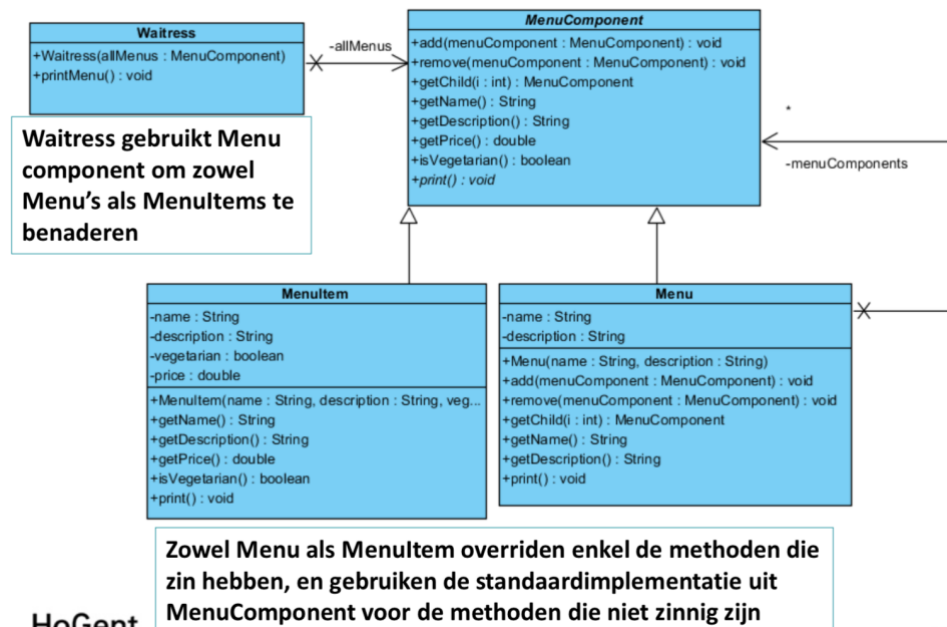 Waitress
+Waitress(allMenus : MenuComponent)
+printMenu() : void
-allMenus
MenuComponent
+add(menuComponent : MenuComponent) : void
+remove(menuComponent : MenuComponent) : void
+getChild(i : int) : MenuComponent
+getName() : String
+getDescription() : String
+getPrice() : double
+isVegetarian() : boolean
+print() : void
*
-menuComponents
Waitress gebruikt Menu
component om zowel
Menu's als MenuItems te
benaderen
MenuItem
-name : String
-description : String
-vegetarian : boolean
-price : double
+MenuItem(name : String, description : String, veg...
+getName() : String
+getDescription() : String
+getPrice() : double
+isVegetarian() : boolean
+print() : void
Menu
-name : String
-description : String
+Menu(name : String, description : String)
+add(menuComponent : MenuComponent) : void
+remove(menuComponent : MenuComponent) : void
+getChild(i : int) : MenuComponent
+getName() : String
+getDescription() : String
+print() : void
Zowel Menu als MenuItem overriden enkel de methoden die
zin hebben, en gebruiken de standaardimplementatie uit
MenuComponent voor de methoden die niet zinnig zijn
HoGent